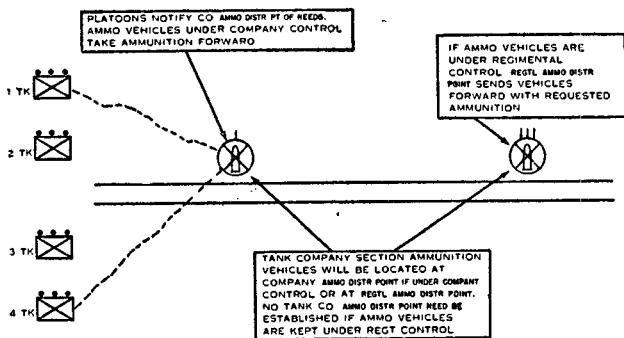 PLATOONS NOTIFY CO AMMO DISTR PT OF NEEDS.
AMMO VEHICLES UNDER COMPANY CONTROL
TAKE AMMUNITION FORWARD
IF AMMO VEHICLES ARE
UNDER REGIMENTAL
CONTROL REGTL AMMO DISTR
POINT SENDS VEHICLES
FORWARD WITH REQUESTED
AMMUNITION
1 TK
2 TK
3 TK
4 TK
TANK COMPANY SECTION AMMUNITION
VEHICLES WILL BE LOCATED AT
COMPANY AMMO DISTR POINT IF UNDER COMPANY
CONTROL OR AT REGTL AMMO DISTR POINT.
NO TANK CO AMMO DISTR POINT NEED BE
ESTABLISHED IF AMMO VEHICLES
ARE KEPT UNDER REGT CONTROL